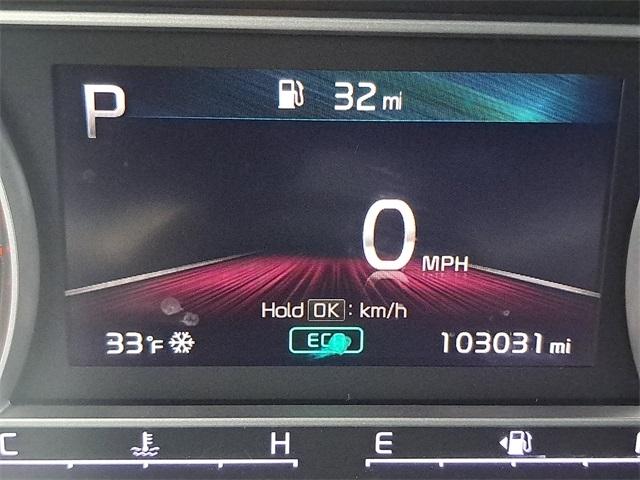 P
32 mi
0 MPH
Hold OK : km/h
33°F
ECO
103031 mi
C H E